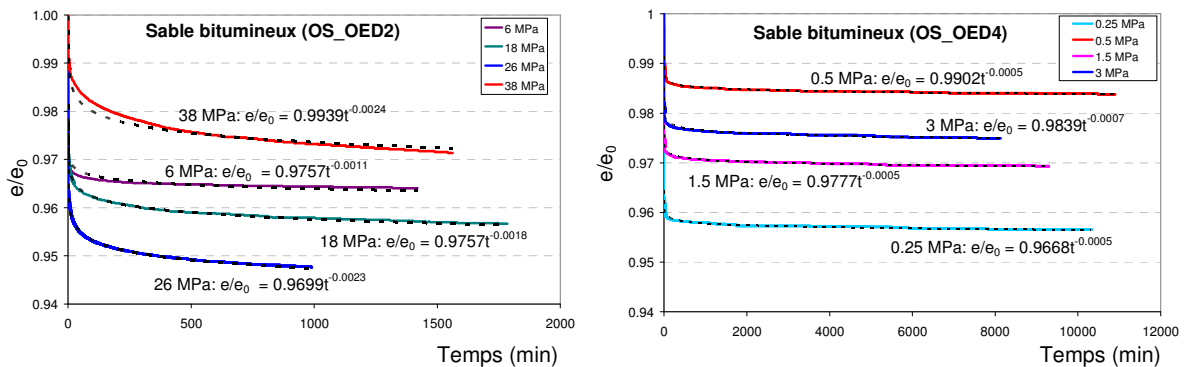 Sable bitumineux (OS_OED2)
6 MPa
18 MPa
26 MPa
38 MPa
38 MPa: e/e0 = 0.9939t^-0.0024
6 MPa: e/e0 = 0.9757t^-0.0011
18 MPa: e/e0 = 0.9757t^-0.0018
26 MPa: e/e0 = 0.9699t^-0.0023
e/e0
1.00
0.99
0.98
0.97
0.96
0.95
0.94
0 500 1000 1500 2000
Temps (min)
Sable bitumineux (OS_OED4)
0.25 MPa
0.5 MPa
1.5 MPa
3 MPa
0.5 MPa: e/e0 = 0.9902t^-0.0005
3 MPa: e/e0 = 0.9839t^-0.0007
1.5 MPa: e/e0 = 0.9777t^-0.0005
0.25 MPa: e/e0 = 0.9668t^-0.0005
e/e0
1
0.99
0.98
0.97
0.96
0.95
0.94
0 2000 4000 6000 8000 10000 12000
Temps (min)